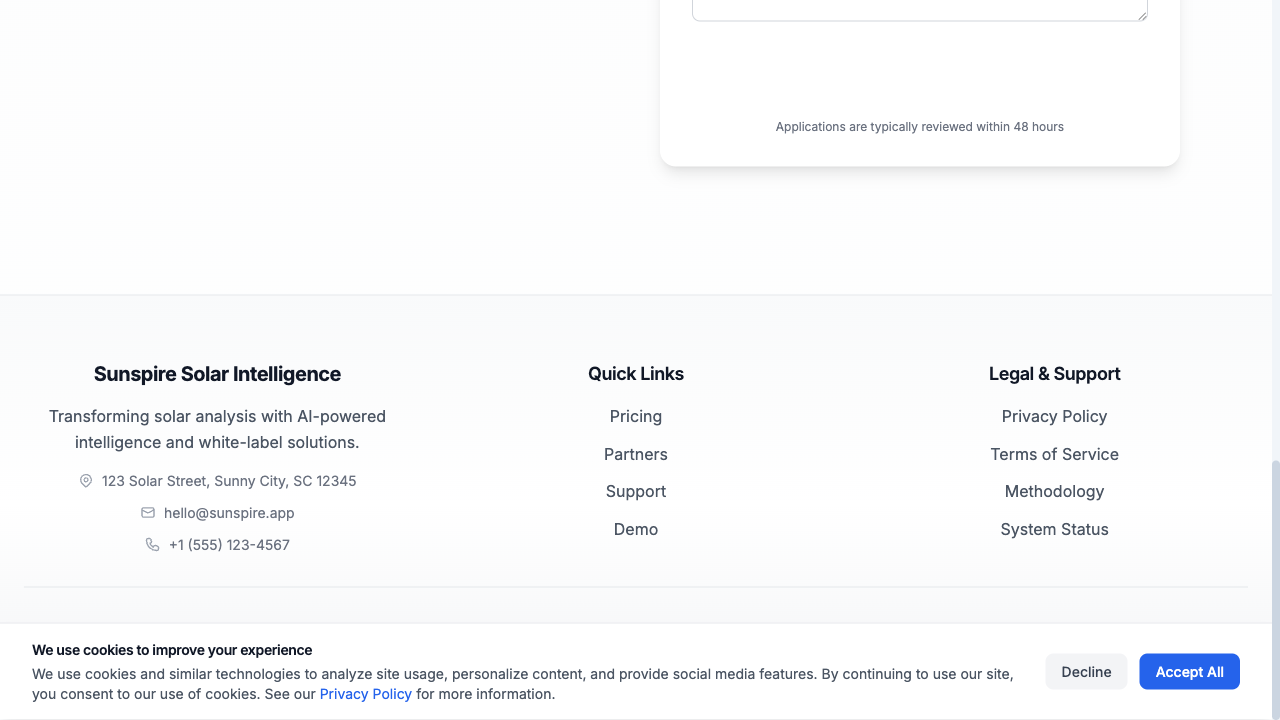 Applications are typically reviewed within 48 hours
Sunspire Solar Intelligence
Transforming solar analysis with AI-powered
intelligence and white-label solutions.
123 Solar Street, Sunny City, SC 12345
hello@sunspire.app
+1 (555) 123-4567
Quick Links
Pricing
Partners
Support
Demo
Legal & Support
Privacy Policy
Terms of Service
Methodology
System Status
We use cookies to improve your experience
We use cookies and similar technologies to analyze site usage, personalize content, and provide social media features. By continuing to use our site,
you consent to our use of cookies. See our Privacy Policy for more information.
Decline
Accept All